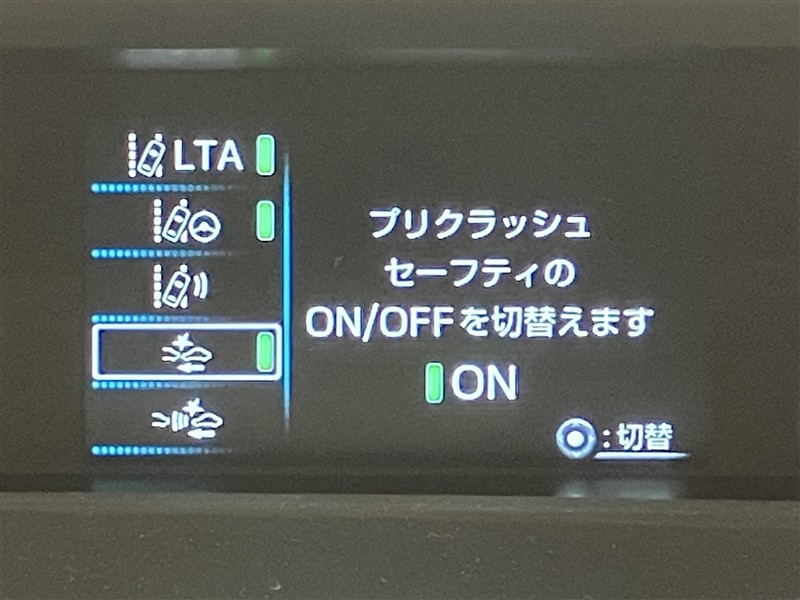 LTA
プリクラッシュ
セーフティの
ON/OFFを切替えます
ON
:切替